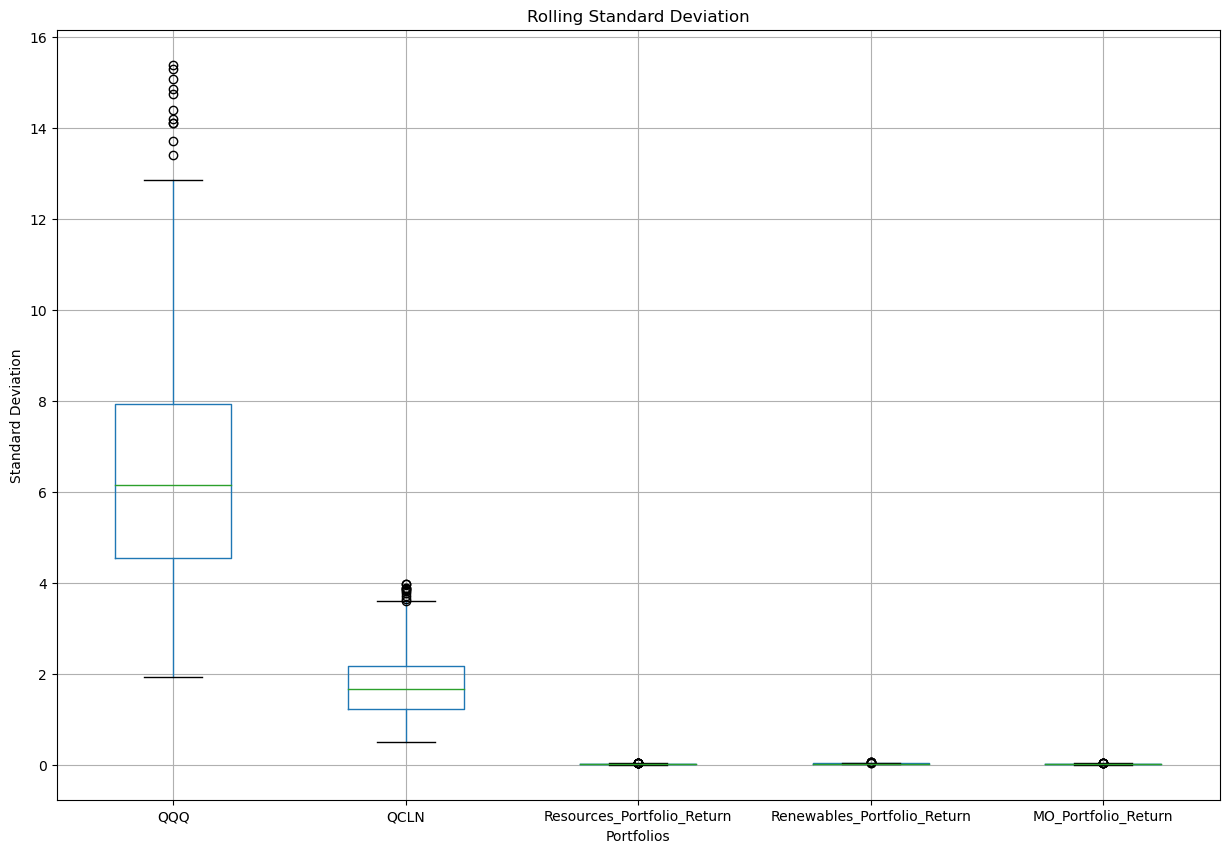 Rolling Standard Deviation
16
14
12
10
8
6
4
2
0
Standard Deviation
QQQ
QCLN
Resources_Portfolio_Return
Renewables_Portfolio_Return
MO_Portfolio_Return
Portfolios